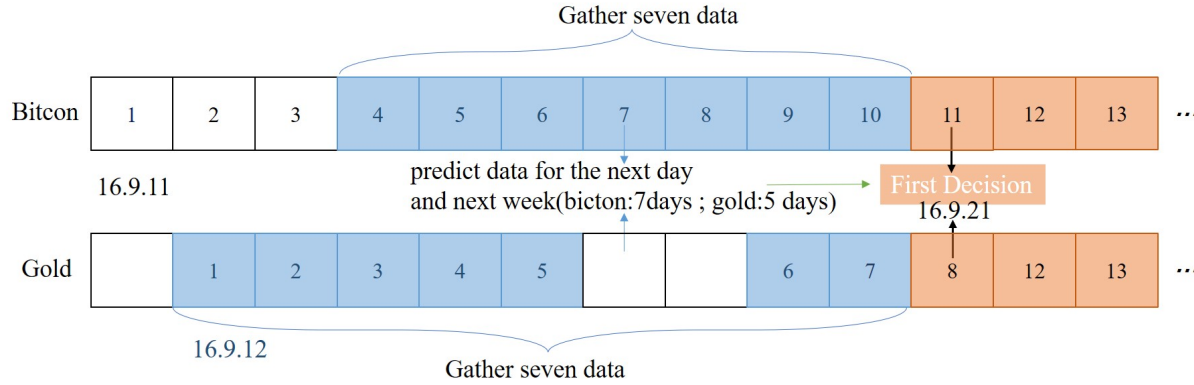 Gather seven data
Bitcon 1 2 3 4 5 6 7 8 9 10 11 12 13 ...
16.9.11
predict data for the next day
and next week(bicton:7days ; gold:5 days)
First Decision
16.9.21
Gold 1 2 3 4 5 6 7 8 12 13 ...
16.9.12
Gather seven data